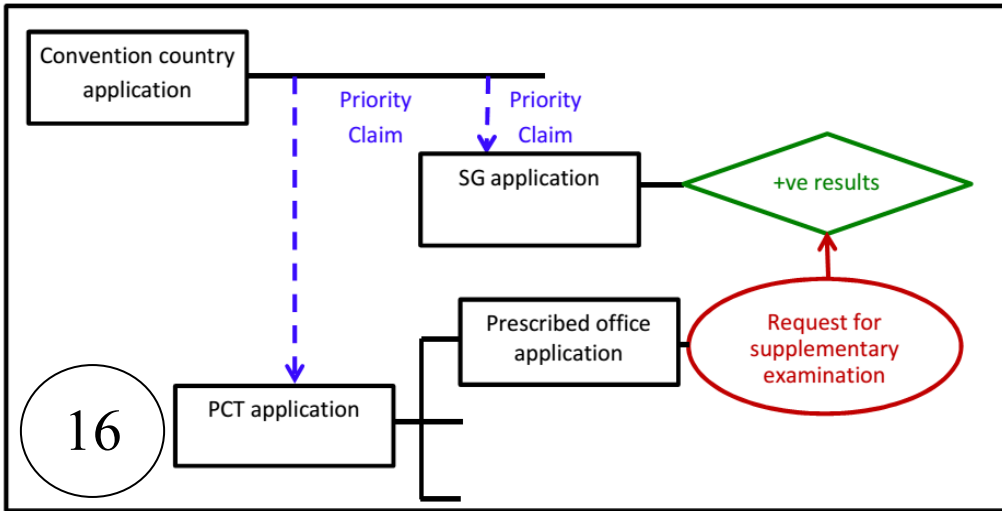 Convention country
application
Priority
Claim
Priority
Claim
SG application
+ve results
Prescribed office
application
Request for
supplementary
examination
PCT application
16